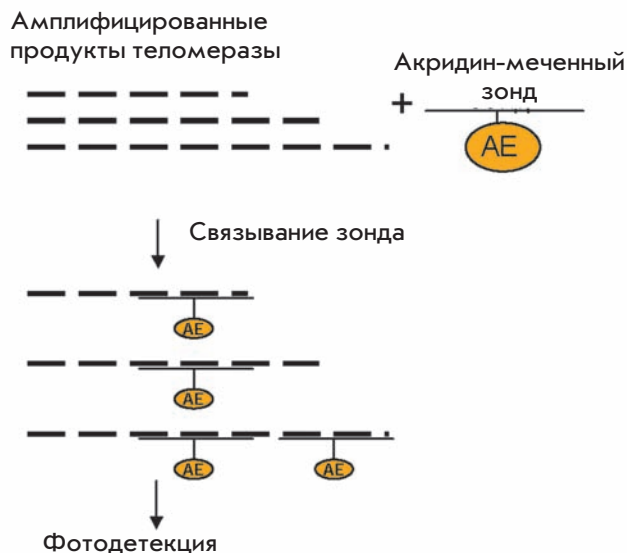 Амплифицированные
продукты теломеразы
Акридин-меченный
зонд
+
AE
Связывание зонда
AE
AE
AE
AE
Фотодетекция